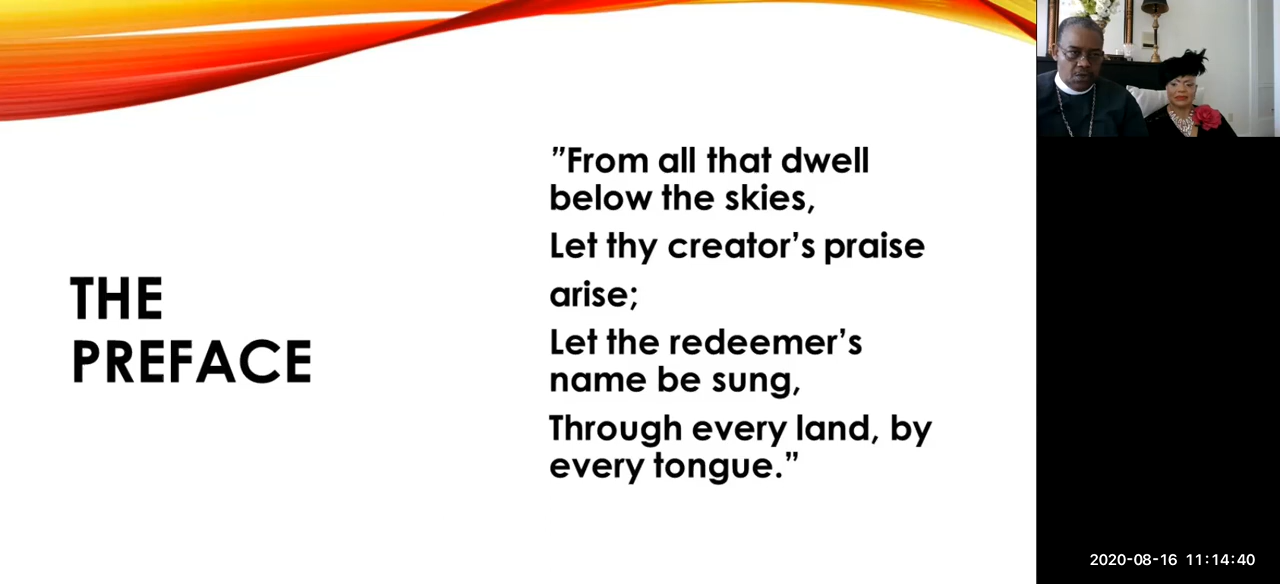 THE
PREFACE
”From all that dwell
below the skies,
Let thy creator’s praise
arise;
Let the redeemer’s
name be sung,
Through every land, by
every tongue.”
2020-08-16 11:14:40